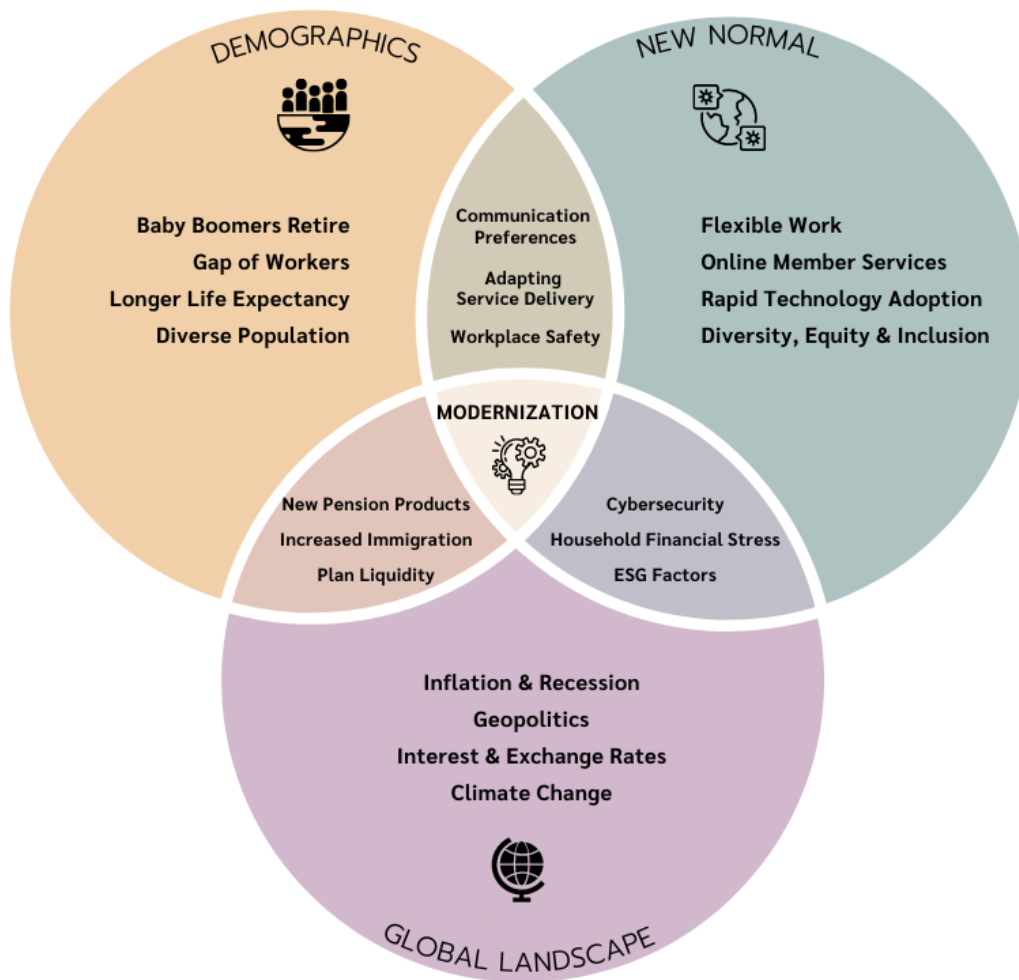 DEMOGRAPHICS
Baby Boomers Retire
Gap of Workers
Longer Life Expectancy
Diverse Population
NEW NORMAL
Flexible Work
Online Member Services
Rapid Technology Adoption
Diversity, Equity & Inclusion
Communication
Preferences
Adapting
Service Delivery
Workplace Safety
MODERNIZATION
New Pension Products
Increased Immigration
Plan Liquidity
Cybersecurity
Household Financial Stress
ESG Factors
Inflation & Recession
Geopolitics
Interest & Exchange Rates
Climate Change
GLOBAL LANDSCAPE